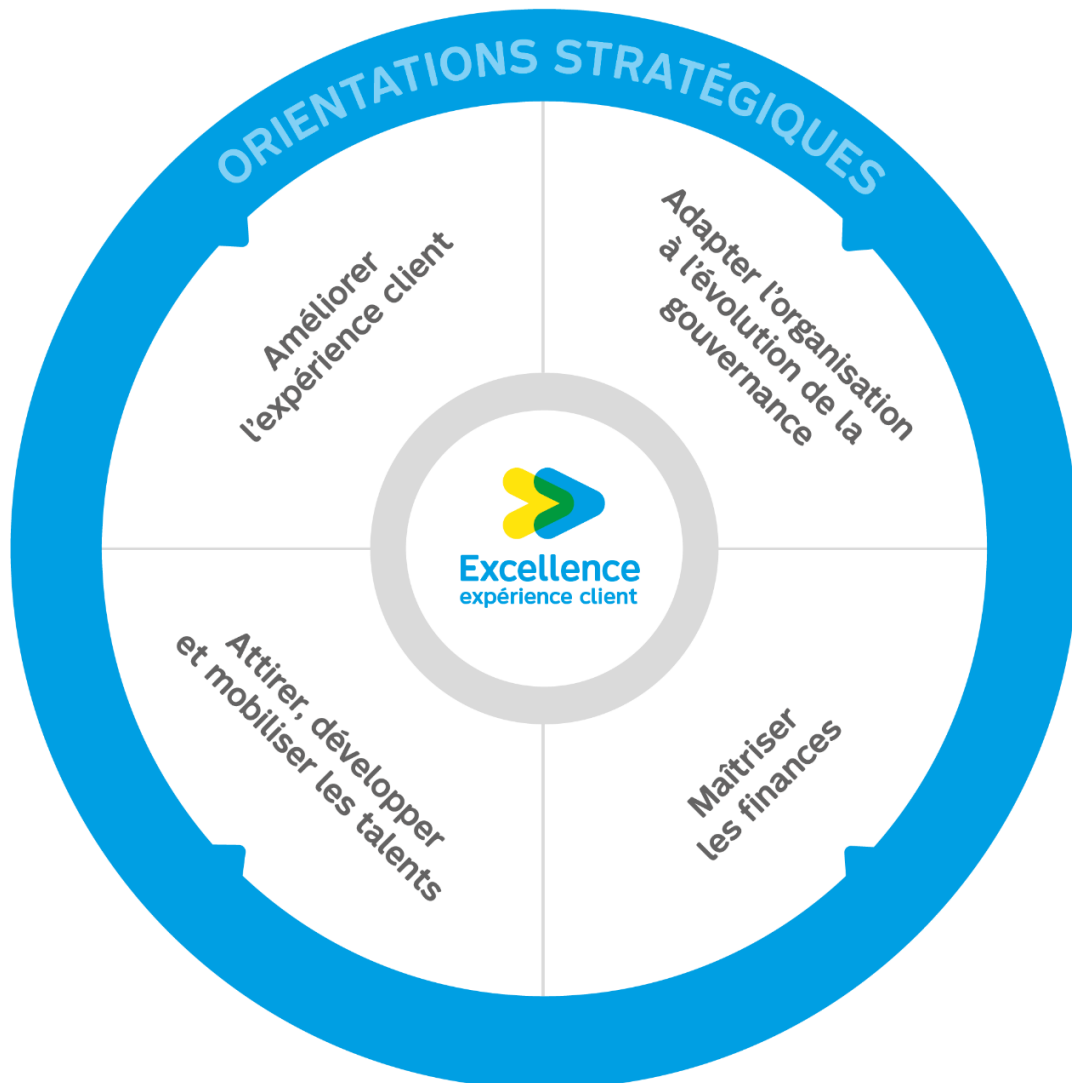 ORIENTATIONS STRATÉGIQUES
Améliorer
l'expérience client
Adapter l'organisation
à l'évolution de la
gouvernance
Excellence
expérience client
Attirer, développer
et mobiliser les talents
Maîtriser
les finances